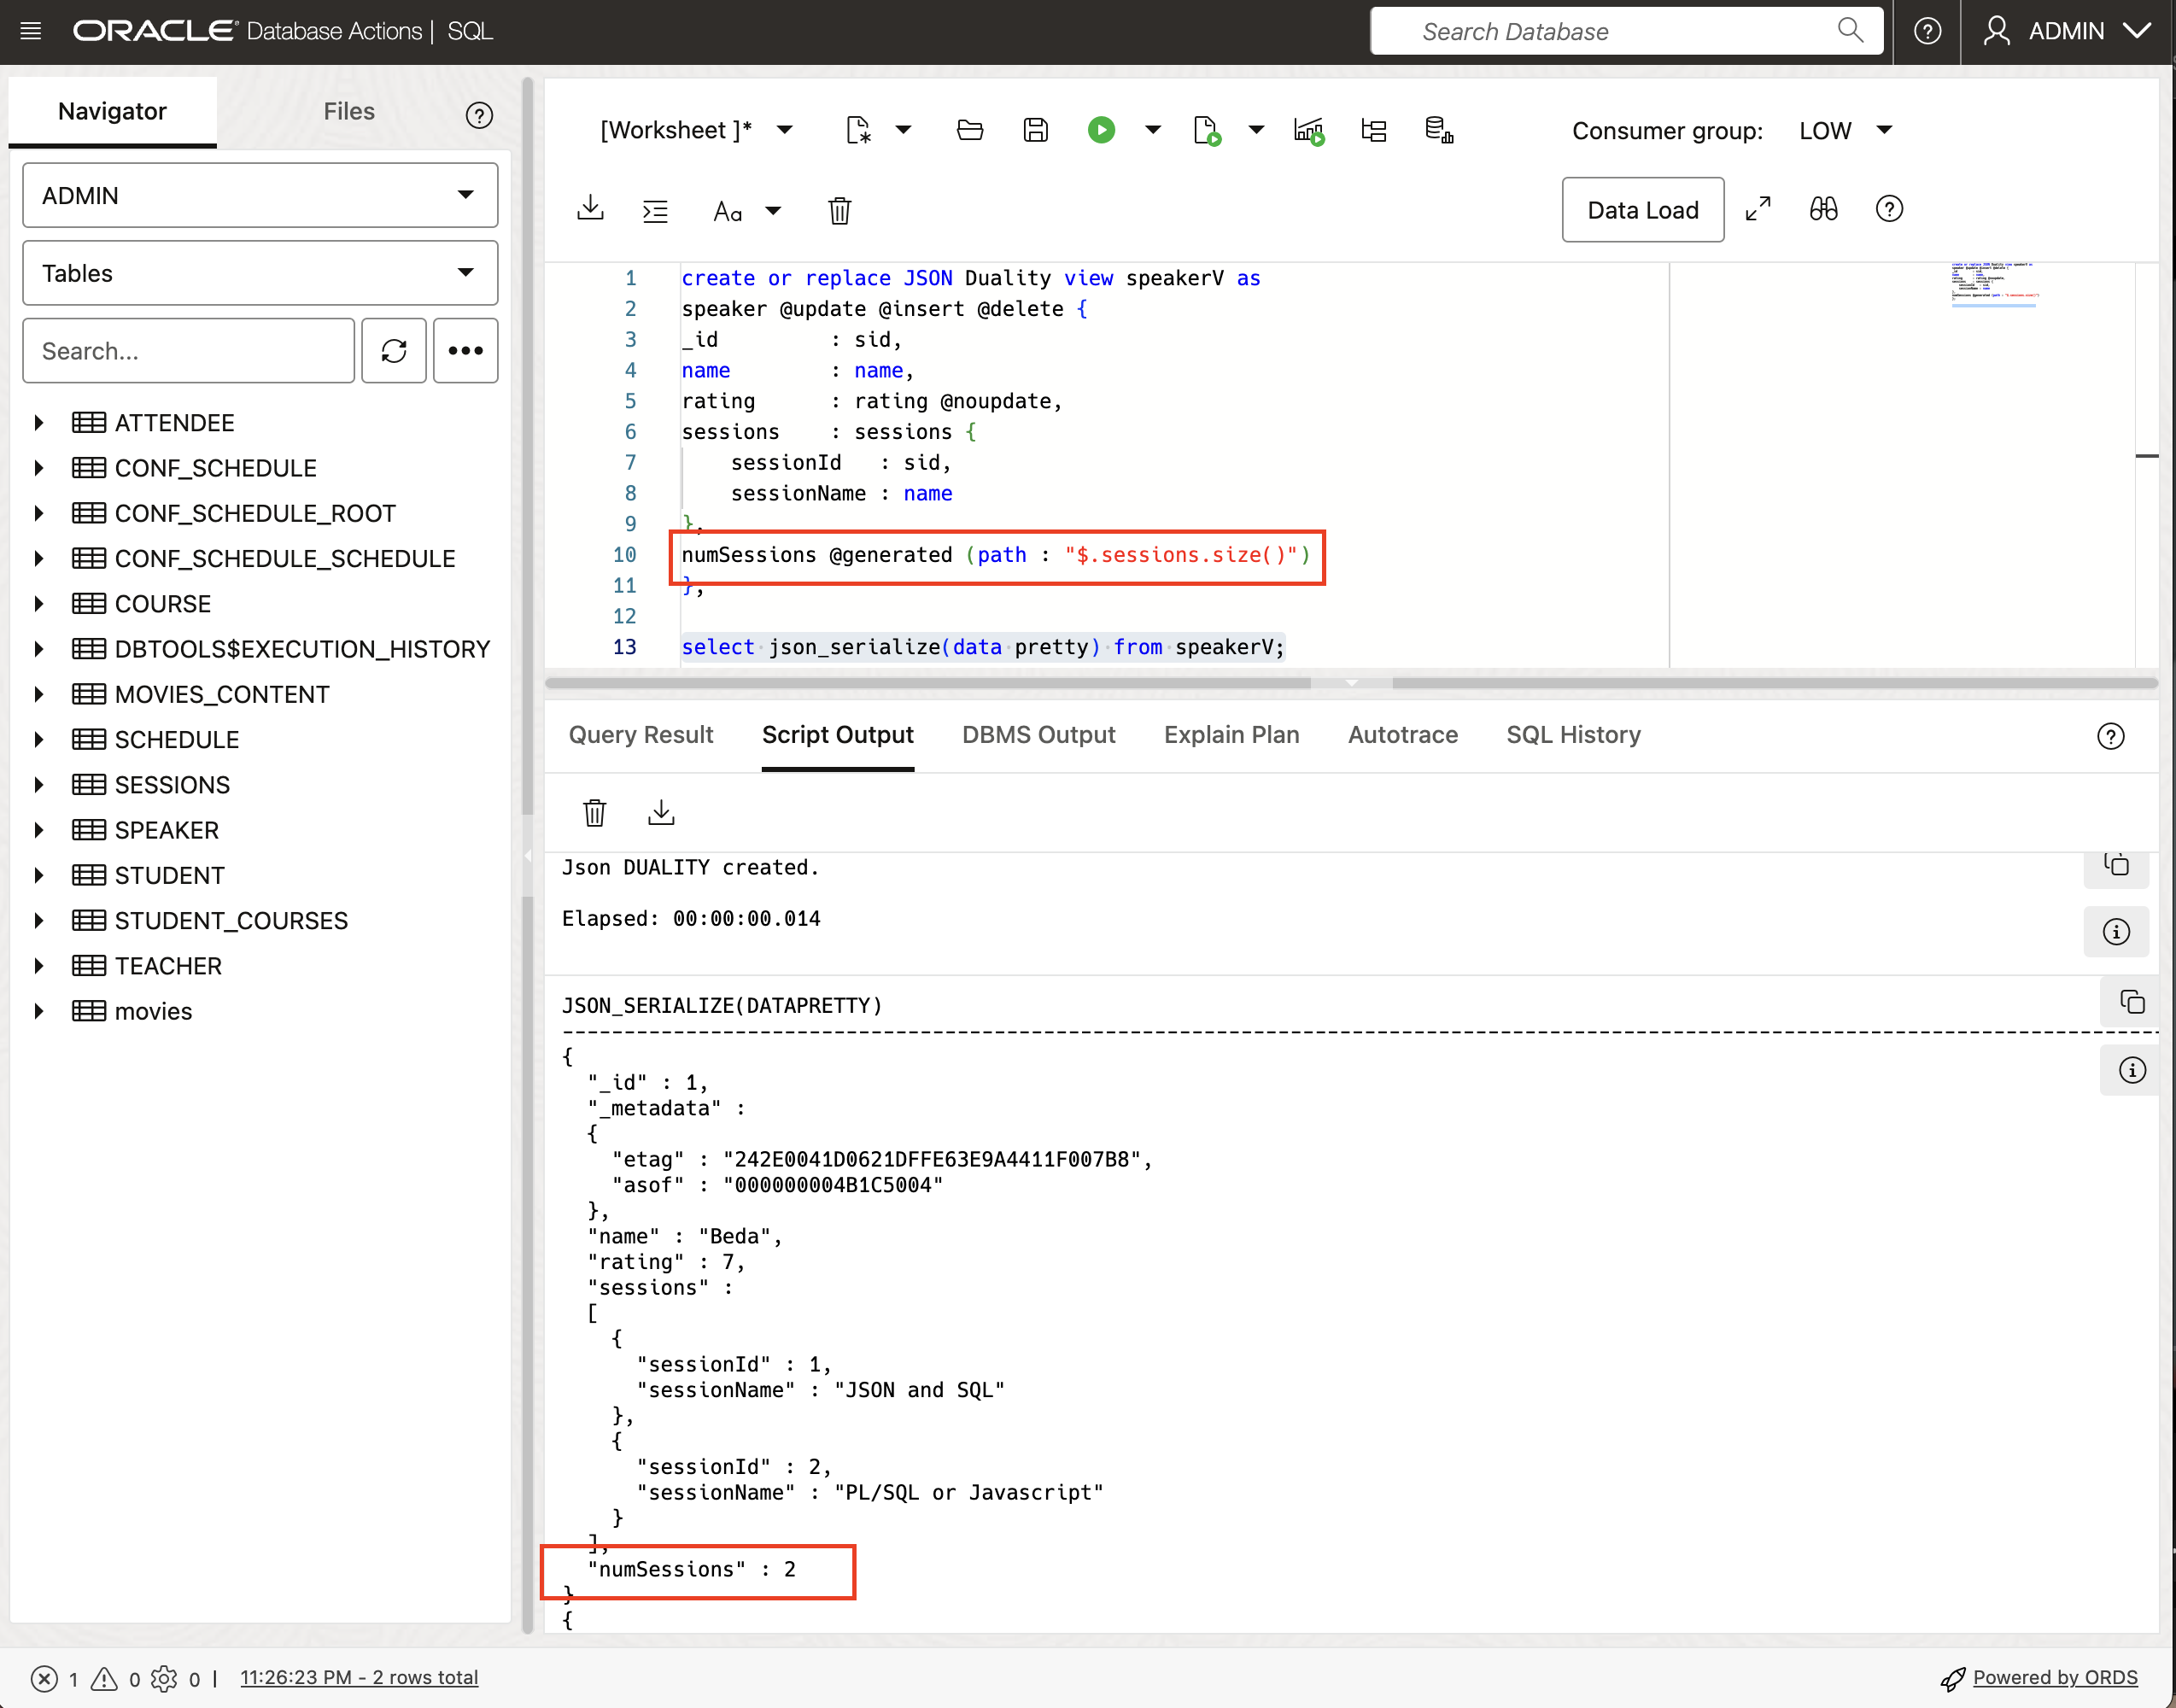 ORACLE Database Actions | SQL
Search Database
ADMIN
Navigator
Files
ADMIN
Tables
Search...
ATTENDEE
CONF_SCHEDULE
CONF_SCHEDULE_ROOT
CONF_SCHEDULE_SCHEDULE
COURSE
DBTOOLS$EXECUTION_HISTORY
MOVIES_CONTENT
SCHEDULE
SESSIONS
SPEAKER
STUDENT
STUDENT_COURSES
TEACHER
movies
[Worksheet ]*
Consumer group: LOW
Aa
Data Load
1 create or replace JSON Duality view speakerV as
2 speaker @update @insert @delete {
3 _id : sid,
4 name : name,
5 rating : rating @noupdate,
6 sessions : sessions {
7 sessionId : sid,
8 sessionName : name
9 },
10 numSessions @generated (path : "$.sessions.size()")
11 };
12
13 select json_serialize(data pretty) from speakerV;
Query Result Script Output DBMS Output Explain Plan Autotrace SQL History
Json DUALITY created.
Elapsed: 00:00:00.014
JSON_SERIALIZE(DATAPRETTY)
{
"_id" : 1,
"_metadata" :
{
"etag" : "242E0041D0621DFFE63E9A4411F007B8",
"asof" : "000000004B1C5004"
},
"name" : "Beda",
"rating" : 7,
"sessions" :
[
{
"sessionId" : 1,
"sessionName" : "JSON and SQL"
},
{
"sessionId" : 2,
"sessionName" : "PL/SQL or Javascript"
}
],
"numSessions" : 2
}
{
1 0 0 | 11:26:23 PM - 2 rows total
Powered by ORDS